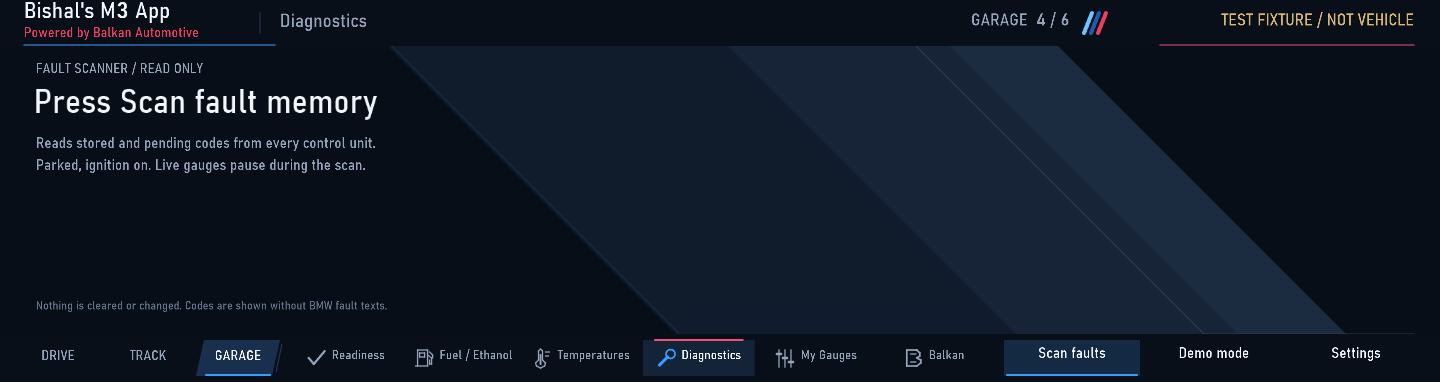 Bishal's M3 App
Powered by Balkan Automotive
Diagnostics
GARAGE 4 / 6
TEST FIXTURE / NOT VEHICLE
FAULT SCANNER / READ ONLY
Press Scan fault memory
Reads stored and pending codes from every control unit.
Parked, ignition on. Live gauges pause during the scan.
Nothing is cleared or changed. Codes are shown without BMW fault texts.
DRIVE
TRACK
GARAGE
Readiness
Fuel / Ethanol
Temperatures
Diagnostics
My Gauges
Balkan
Scan faults
Demo mode
Settings